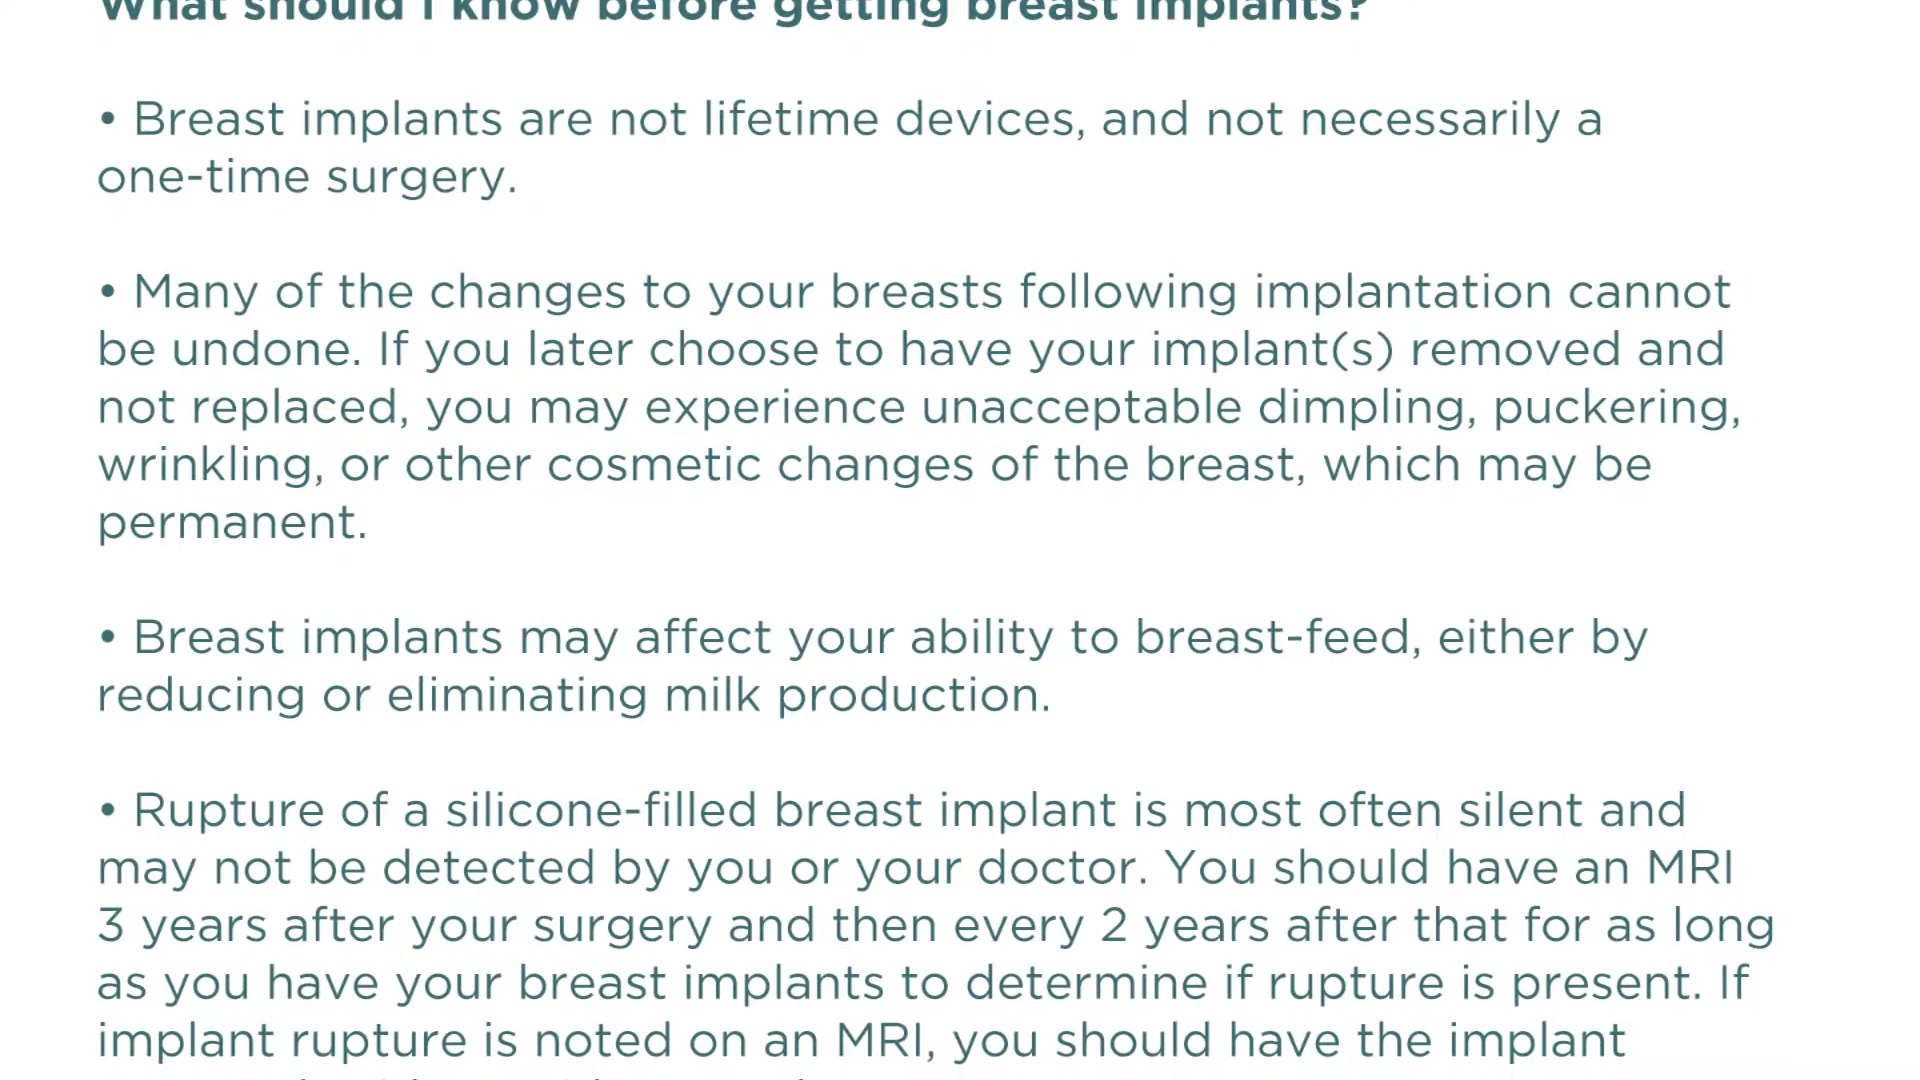 What should I know before getting breast implants?
• Breast implants are not lifetime devices, and not necessarily a
one-time surgery.
• Many of the changes to your breasts following implantation cannot
be undone. If you later choose to have your implant(s) removed and
not replaced, you may experience unacceptable dimpling, puckering,
wrinkling, or other cosmetic changes of the breast, which may be
permanent.
• Breast implants may affect your ability to breast-feed, either by
reducing or eliminating milk production.
• Rupture of a silicone-filled breast implant is most often silent and
may not be detected by you or your doctor. You should have an MRI
3 years after your surgery and then every 2 years after that for as long
as you have your breast implants to determine if rupture is present. If
implant rupture is noted on an MRI, you should have the implant